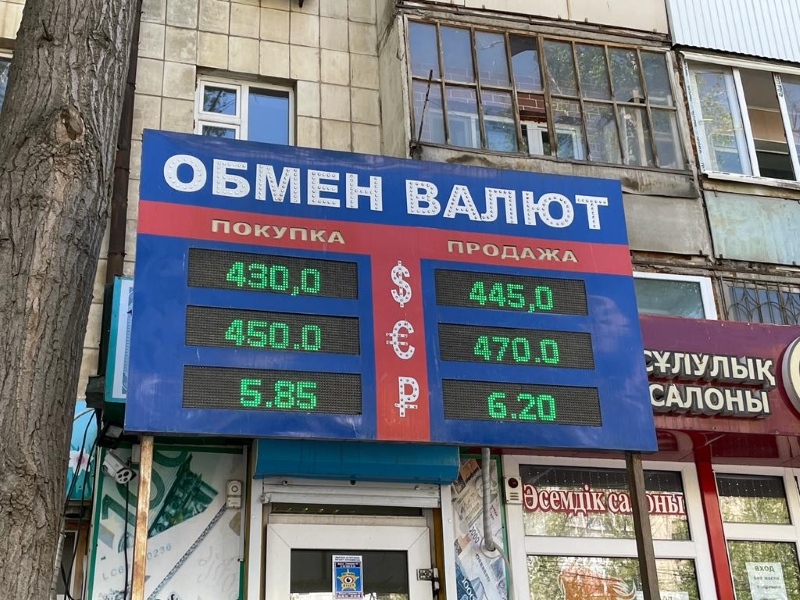 ОБМЕН ВАЛЮТ
ПОКУПКА
ПРОДАЖА
430,0 $ 445,0
450.0 € 470.0
5.85 ₽ 6.20
СҰЛУЛЫҚ
САЛОНЫ
Әсемдік салоны
ВХОД